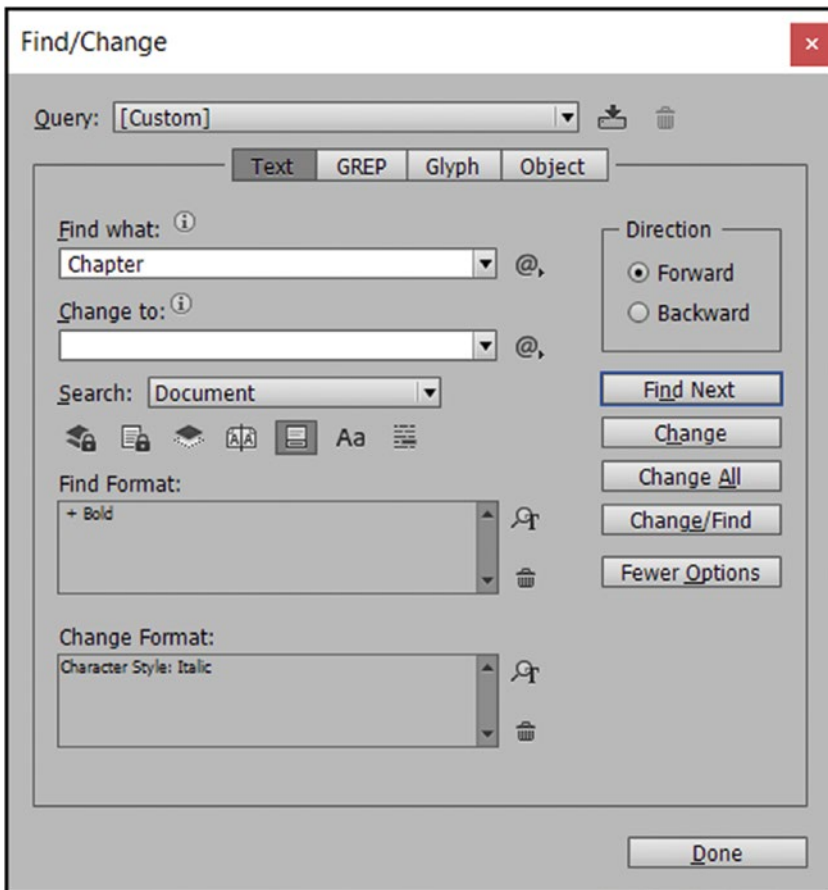 Find/Change
Query: [Custom]
Text GREP Glyph Object
Find what:
Chapter
@
Change to:
@
Search: Document
Aa
Find Format:
+ Bold
Change Format:
Character Style: Italic
Direction
Forward
Backward
Find Next
Change
Change All
Change/Find
Fewer Options
Done